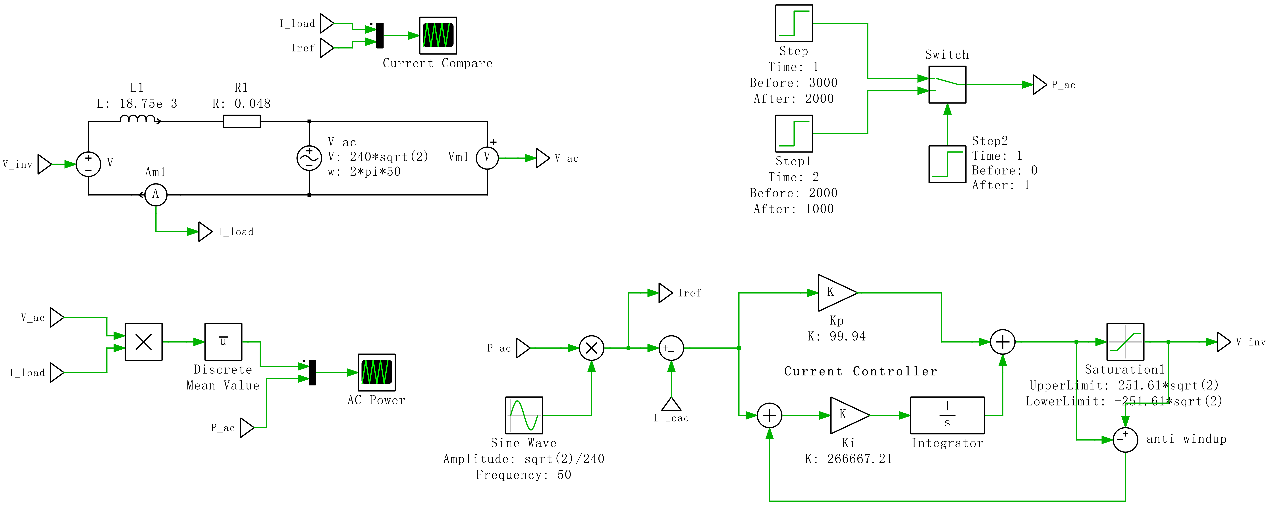 I_load
Iref
Current Compare
L1
L: 18.75e-3
R1
R: 0.048
V_inv
V
V_ac
V: 240*sqrt(2)
w: 2*pi*50
Vm1
V
V_ac
Am1
A
I_load
Step
Time: 1
Before: 3000
After: 2000
Step1
Time: 2
Before: 2000
After: 1000
Switch
P_ac
Step2
Time: 1
Before: 0
After: 1
V_ac
I_load
u
Discrete
Mean Value
P_ac
AC Power
P_ac
Sine Wave
Amplitude: sqrt(2)/240
Frequency: 50
Iref
I_load
K
Kp
K: 99.94
Current Controller
K
Ki
K: 266667.21
1
s
Integrator
Saturation1
UpperLimit: 251.61*sqrt(2)
LowerLimit: -251.61*sqrt(2)
V_inv
anti windup